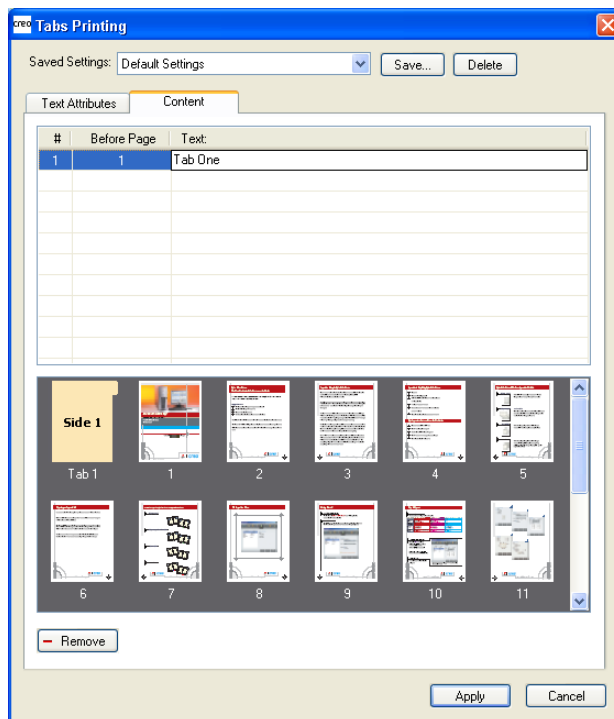 creo Tabs Printing
Saved Settings: Default Settings Save... Delete
Text Attributes Content
# Before Page Text:
1 1 Tab One
Side 1
Tab 1 1 2 3 4 5
6 7 8 9 10 11
Remove
Apply Cancel